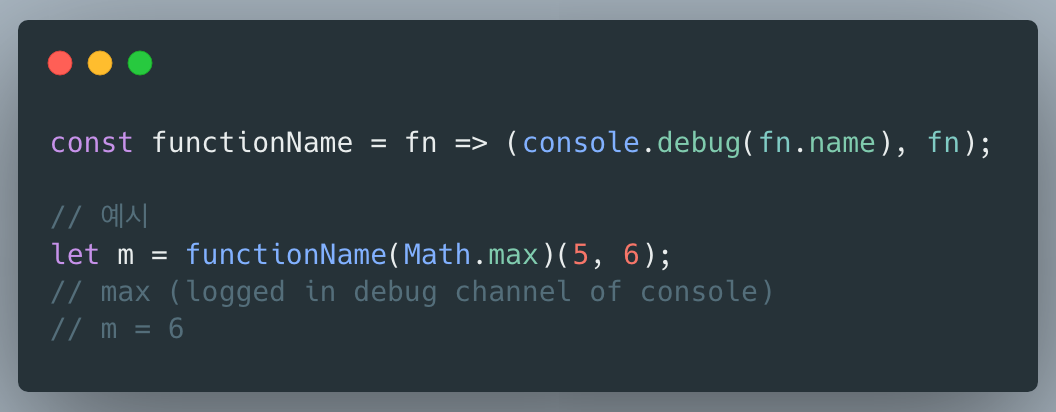 const functionName = fn => (console.debug(fn.name), fn);
// 예시
let m = functionName(Math.max)(5, 6);
// max (logged in debug channel of console)
// m = 6